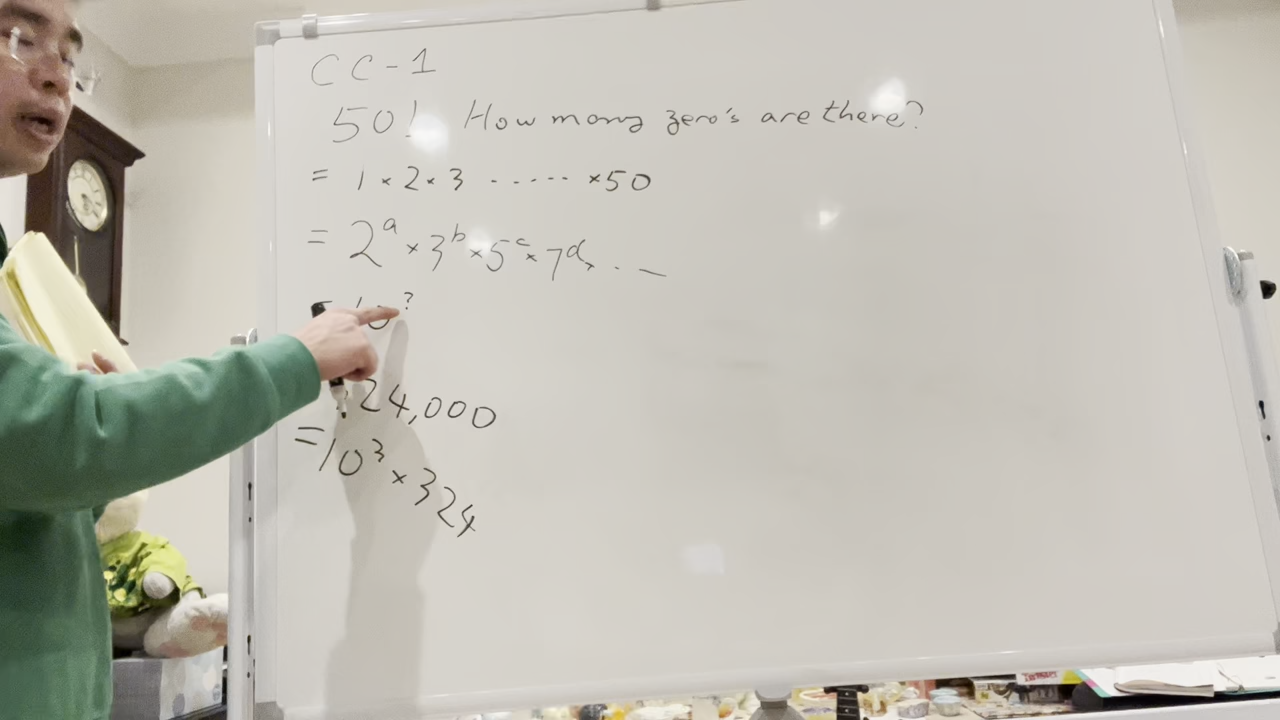 CC-1
50! How many zero's are there?
= 1 × 2 × 3 ...... ×50
= 2^a × 3^b × 5^c × 7^d × . . —
= 10^?
24,000
= 10^3 × 324